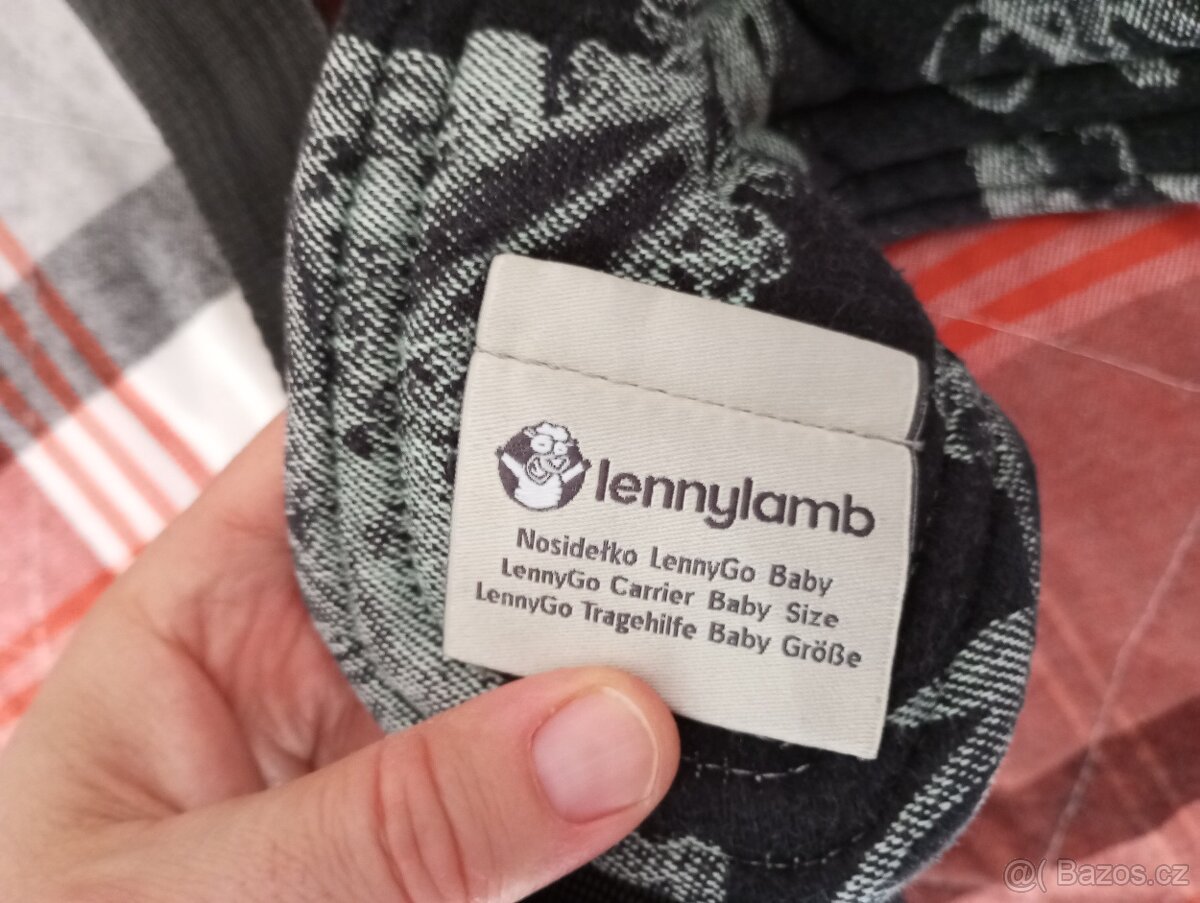 lennylamb
Nosidełko LennyGo Baby
LennyGo Carrier Baby Size
LennyGo Tragehilfe Baby Größe
@( Bazos.cz